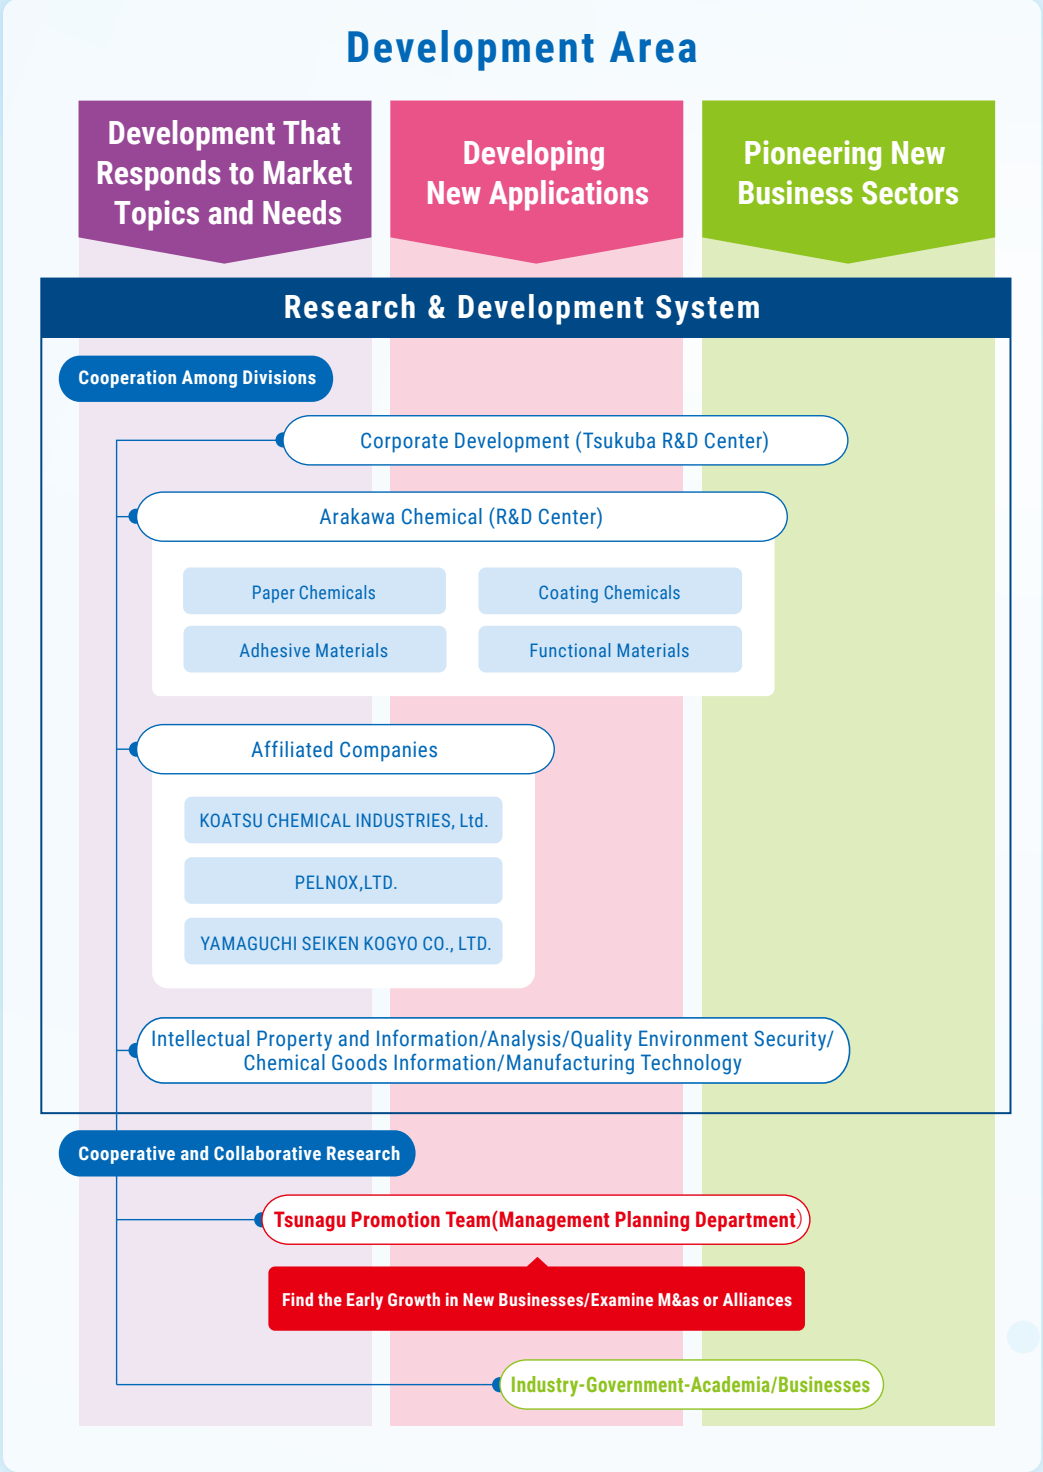 Development Area
Development That
Responds to Market
Topics and Needs
Developing
New Applications
Pioneering New
Business Sectors
Research & Development System
Cooperation Among Divisions
Corporate Development (Tsukuba R&D Center)
Arakawa Chemical (R&D Center)
Paper Chemicals
Coating Chemicals
Adhesive Materials
Functional Materials
Affiliated Companies
KOATSU CHEMICAL INDUSTRIES, Ltd.
PELNOX,LTD.
YAMAGUCHI SEIKEN KOGYO CO., LTD.
Intellectual Property and Information/Analysis/Quality Environment Security/
Chemical Goods Information/Manufacturing Technology
Cooperative and Collaborative Research
Tsunagu Promotion Team(Management Planning Department）
Find the Early Growth in New Businesses/Examine M&as or Alliances
Industry-Government-Academia/Businesses